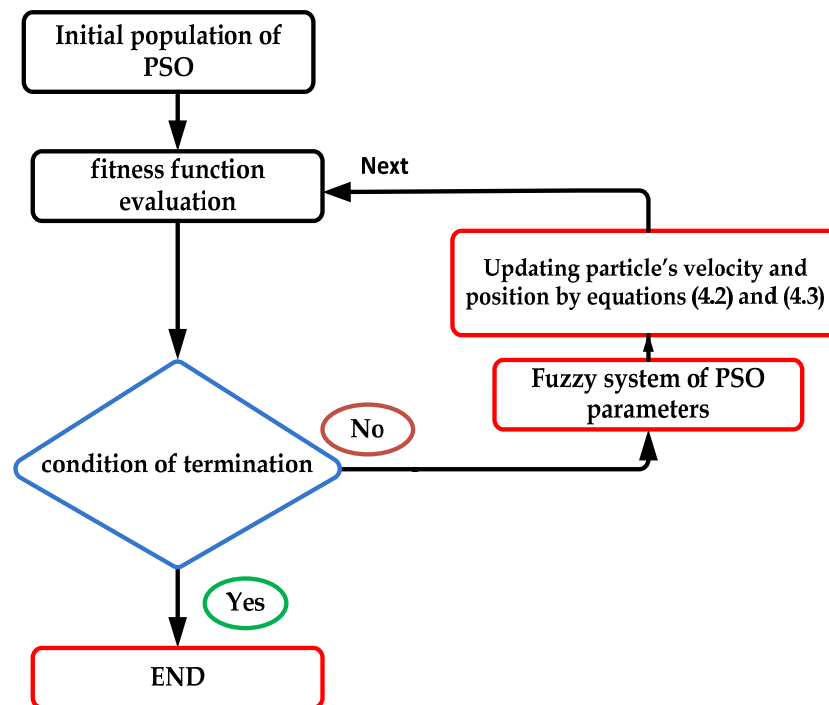 Initial population of
PSO
fitness function
evaluation
Next
Updating particle's velocity and
position by equations (4.2) and (4.3)
Fuzzy system of PSO
parameters
No
condition of termination
Yes
END